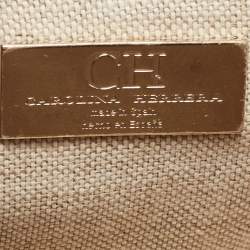 CH
CAROLINA HERRERA
made in Spain
hecho en España